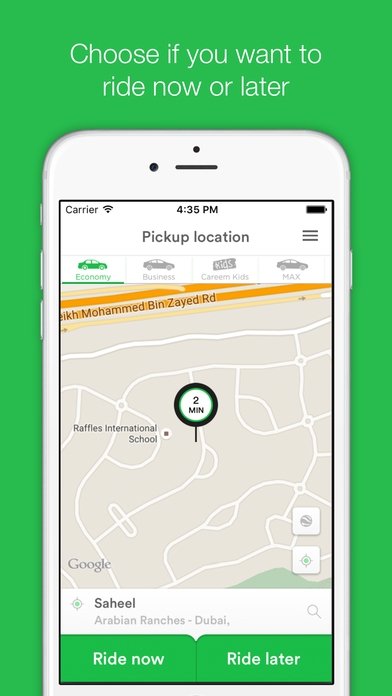 Choose if you want to
ride now or later
Carrier 4:35 PM
Pickup location
Economy Business Careem Kids MAX
KiDS
eikh Mohammed Bin Zayed Rd
2
MIN
Raffles International
School
Google
Saheel
Arabian Ranches - Dubai,
Ride now Ride later